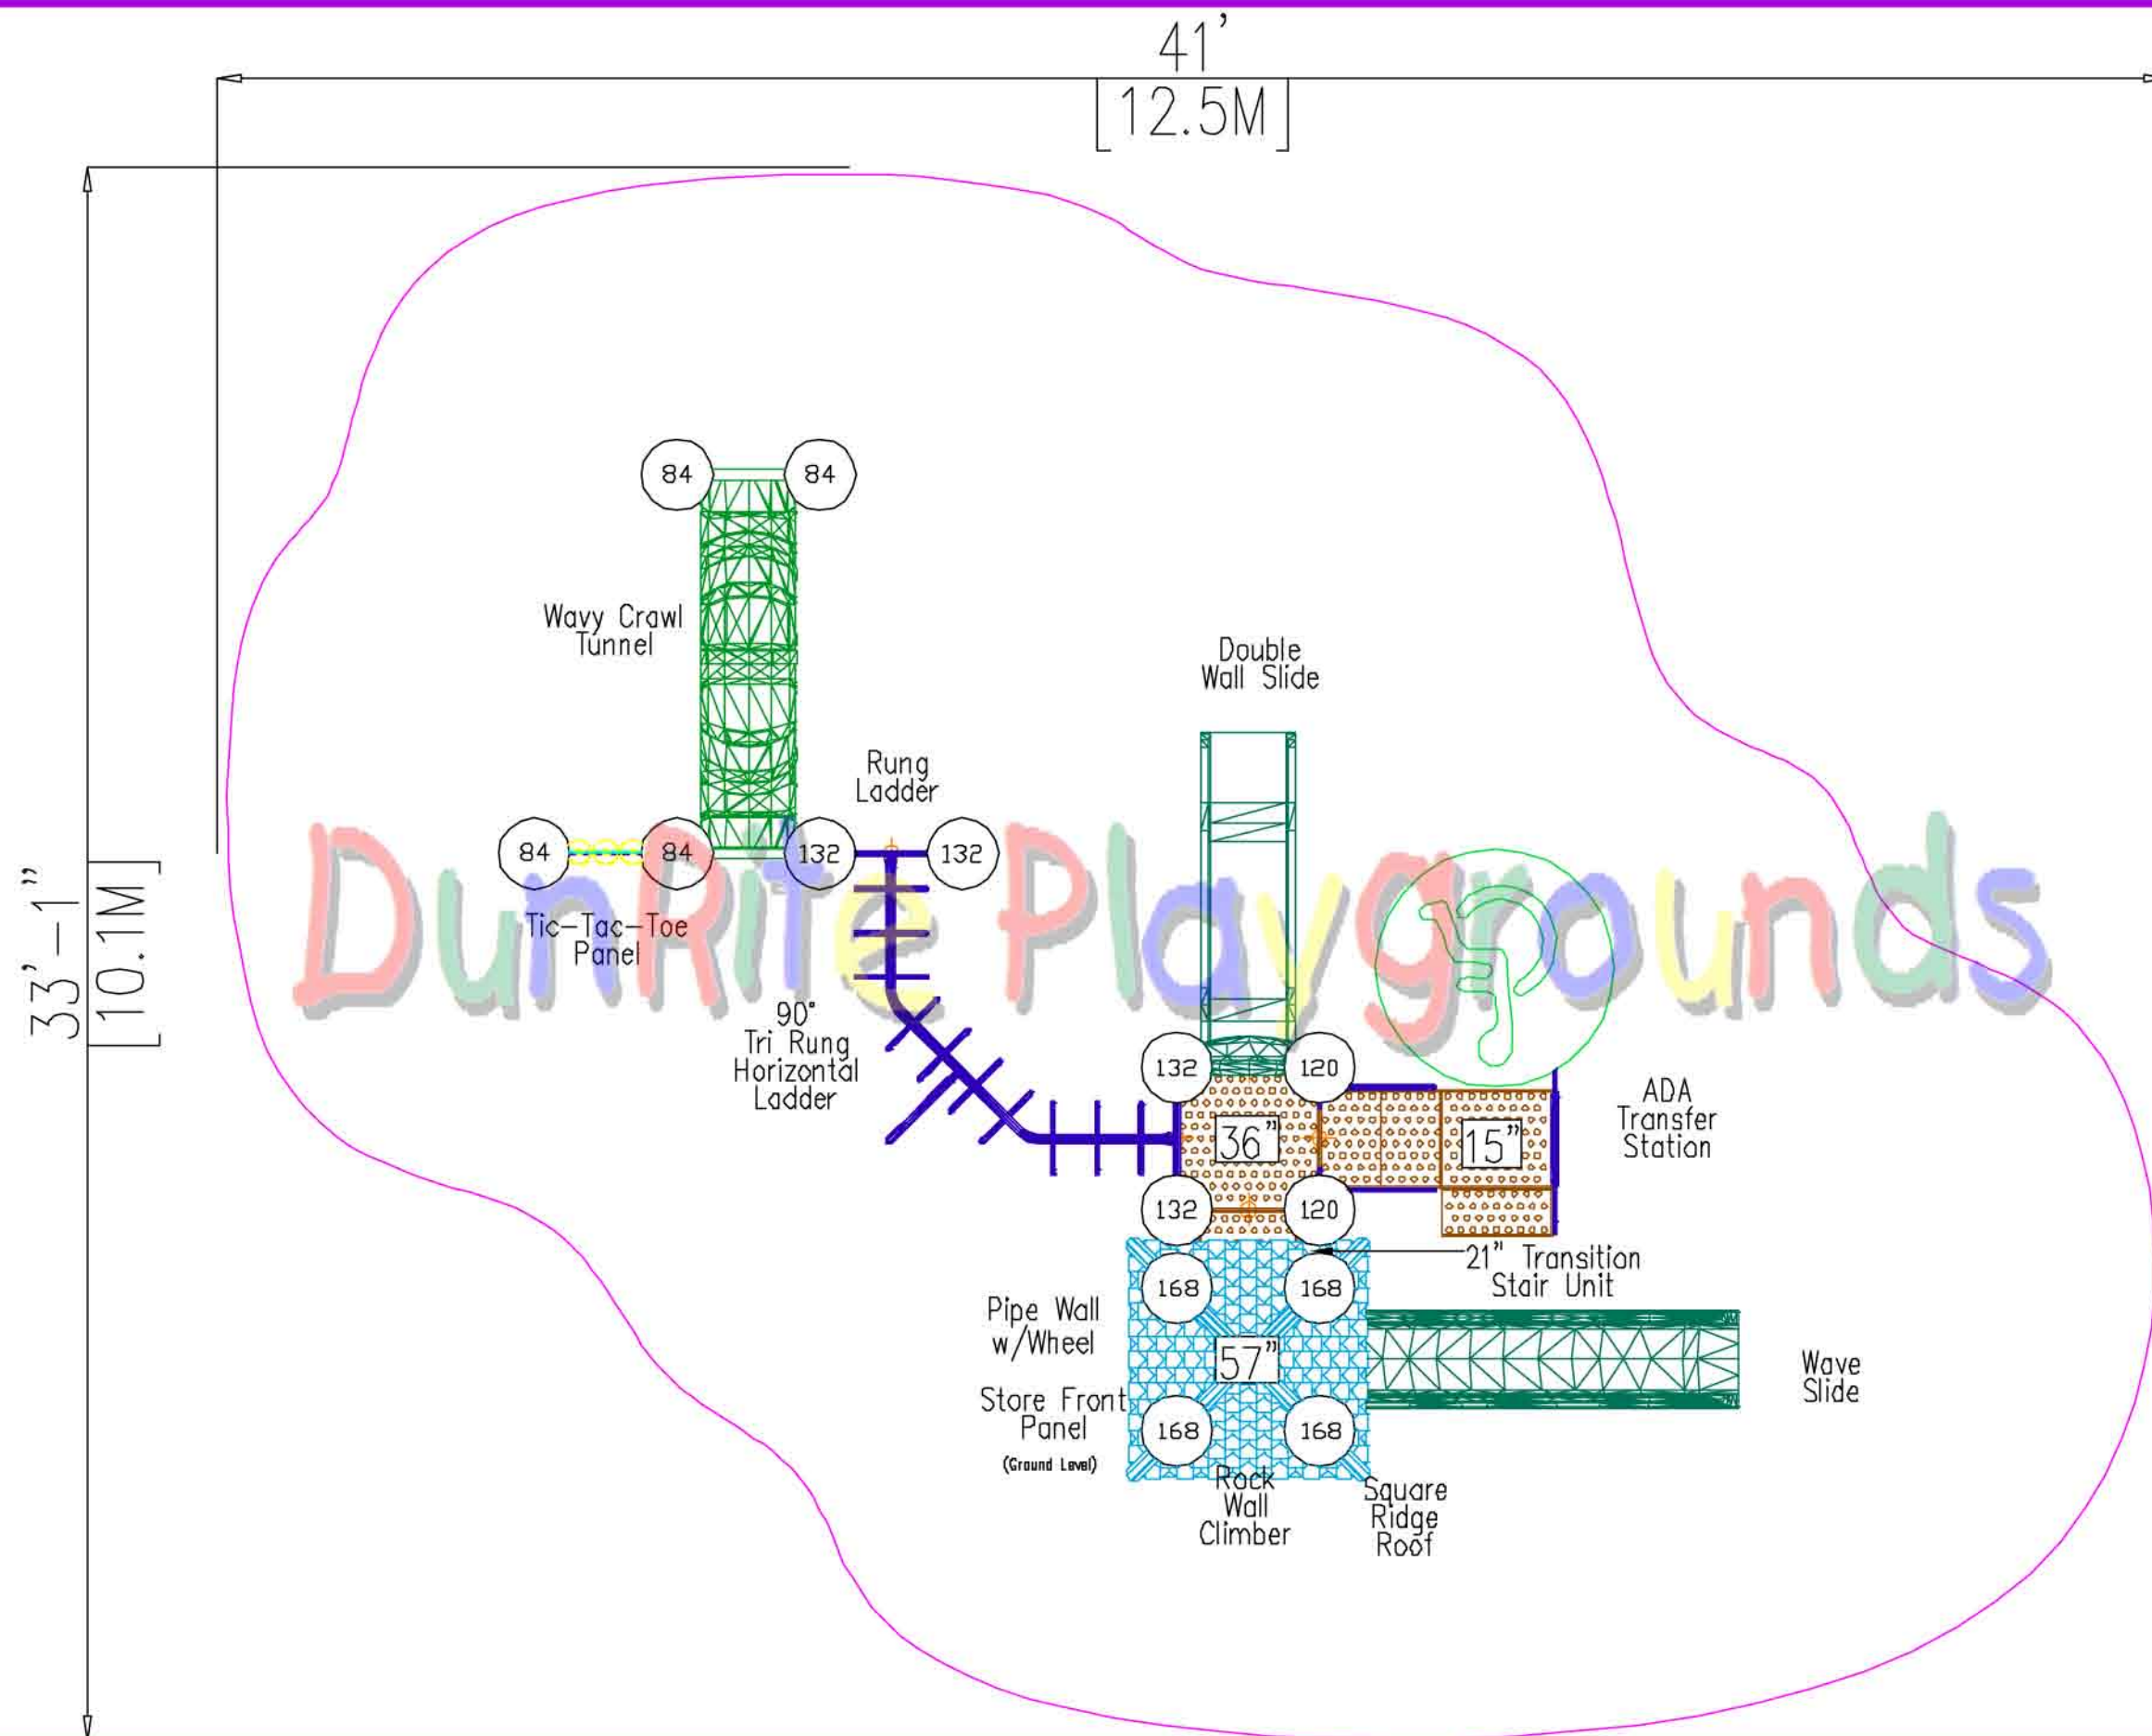 41'
[12.5M]
33'-1"
[10.1M]
84
84
Wavy Crawl
Tunnel
Double
Wall Slide
Rung
Ladder
84
84
132
132
DunRite Playgrounds
Tic-Tac-Toe
Panel
90°
Tri Rung
Horizontal
Ladder
132
120
36"
15"
ADA
Transfer
Station
132
120
21" Transition
Stair Unit
168
168
Pipe Wall
w/Wheel
57"
Wave
Slide
Store Front
Panel
(Ground Level)
168
168
Rock
Wall
Climber
Square
Ridge
Roof